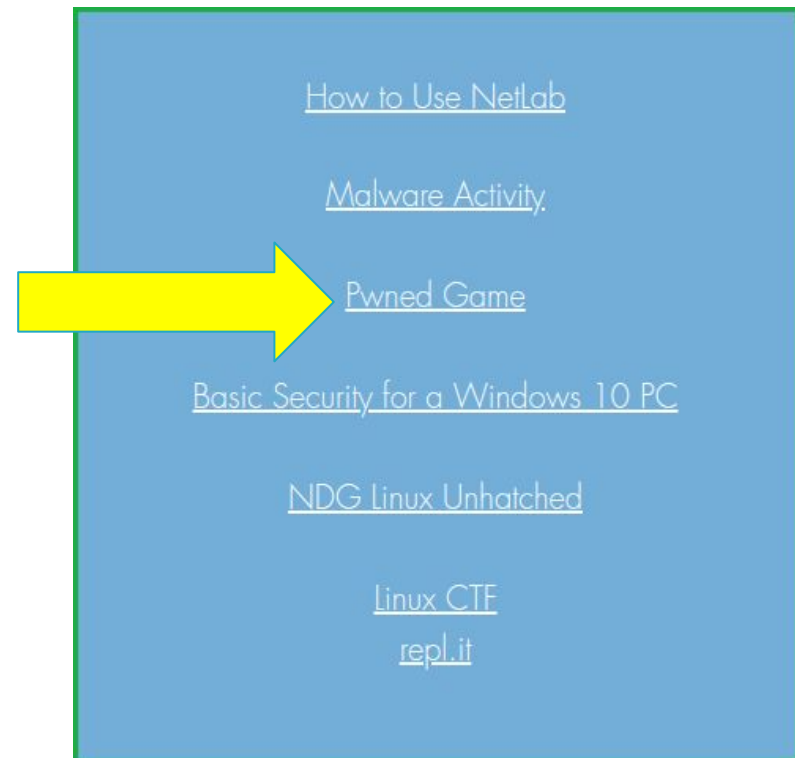 How to Use NetLab
Malware Activity
Pwned Game
Basic Security for a Windows 10 PC
NDG Linux Unhatched
Linux CTF
repl.it